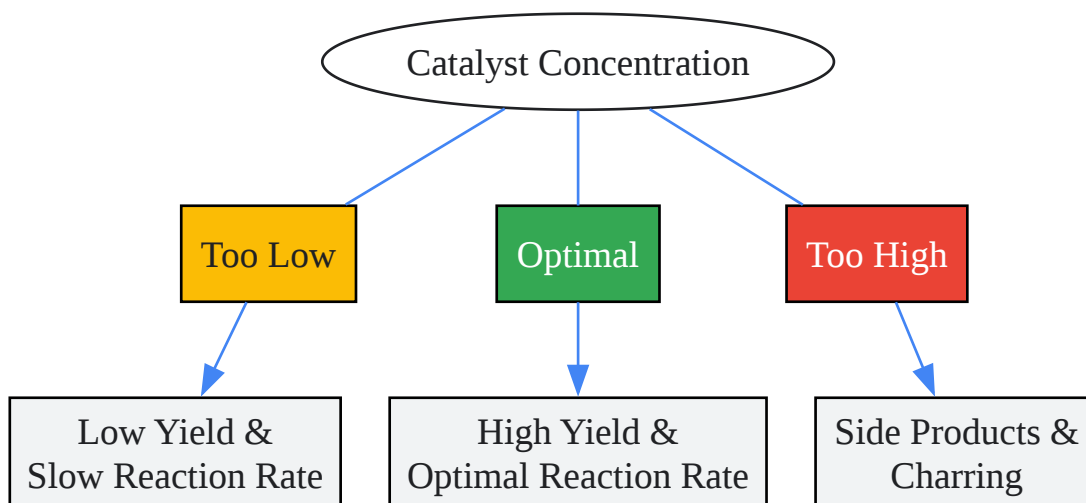 Catalyst Concentration
Too Low
Optimal
Too High
Low Yield &
Slow Reaction Rate
High Yield &
Optimal Reaction Rate
Side Products &
Charring